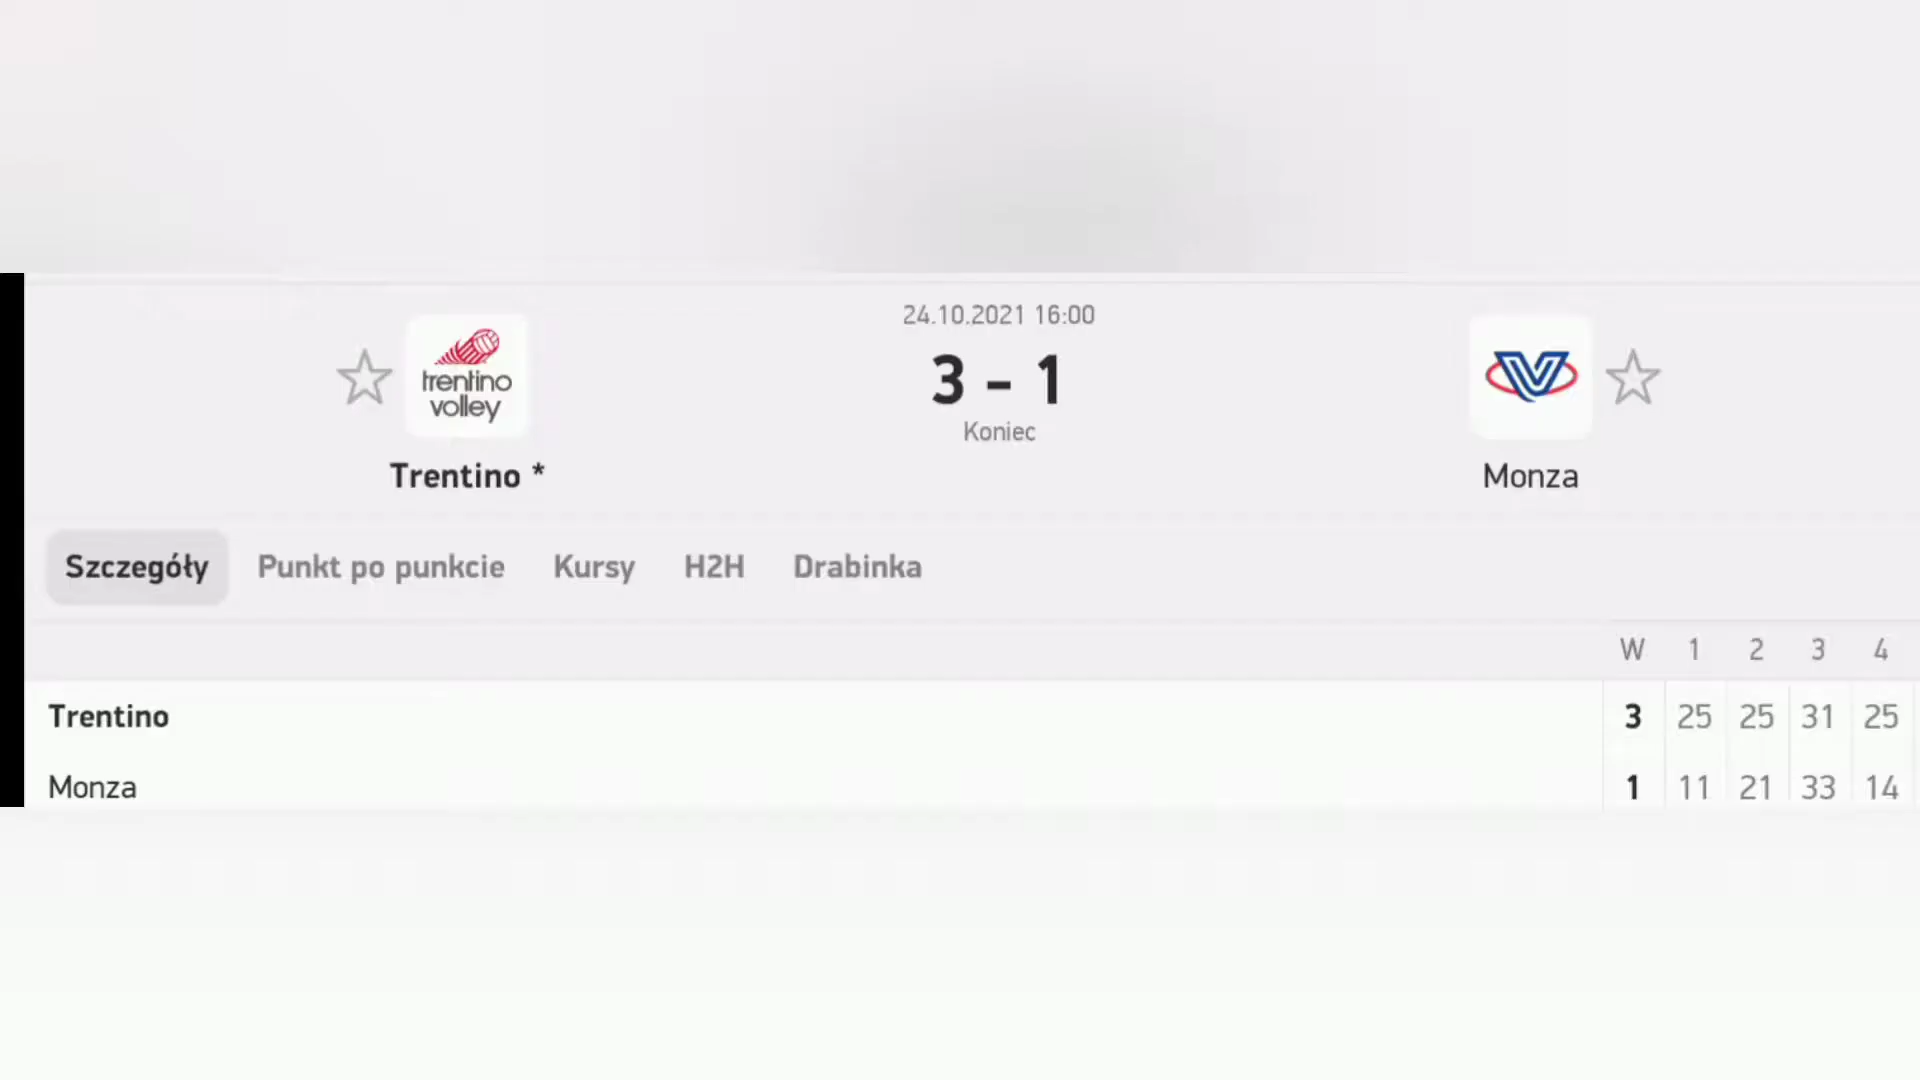 24.10.2021 16:00
trentino
volley
3 - 1
Koniec
Trentino *
Monza
Szczegóły Punkt po punkcie Kursy H2H Drabinka
W 1 2 3 4
Trentino 3 25 25 31 25
Monza 1 11 21 33 14